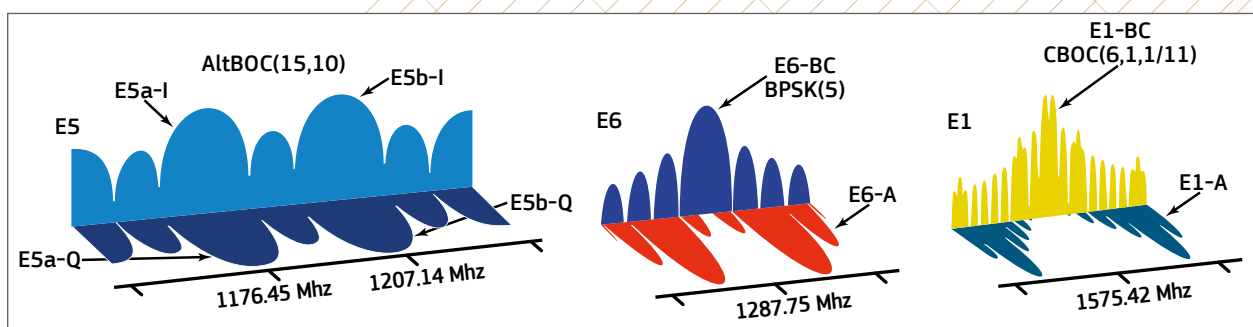 AltBOC(15,10)
E5a-I
E5b-I
E5
E5b-Q
E5a-Q
1176.45 Mhz
1207.14 Mhz
E6-BC
BPSK(5)
E6
E6-A
1287.75 Mhz
E1-BC
CBOC(6,1,1/11)
E1
E1-A
1575.42 Mhz